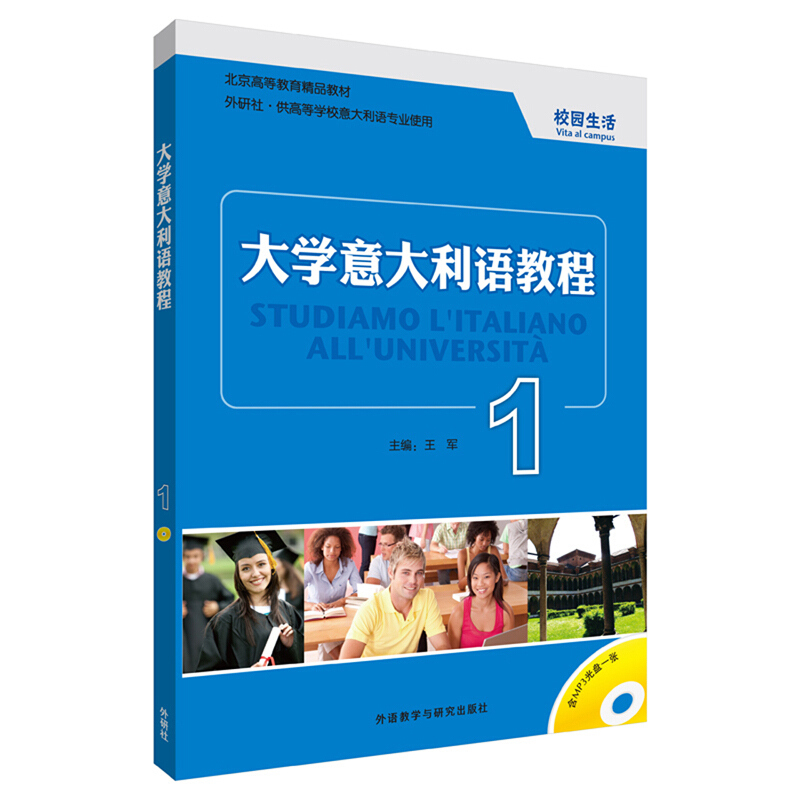 北京高等教育精品教材
外研社·供高等学校意大利语专业使用
校园生活
Vita al campus
大学意大利语教程
STUDIAMO L'ITALIANO
ALL'UNIVERSITÀ
1
主编：王 军
含MP3光盘一张
外语教学与研究出版社
大学意大利语教程
1
外研社